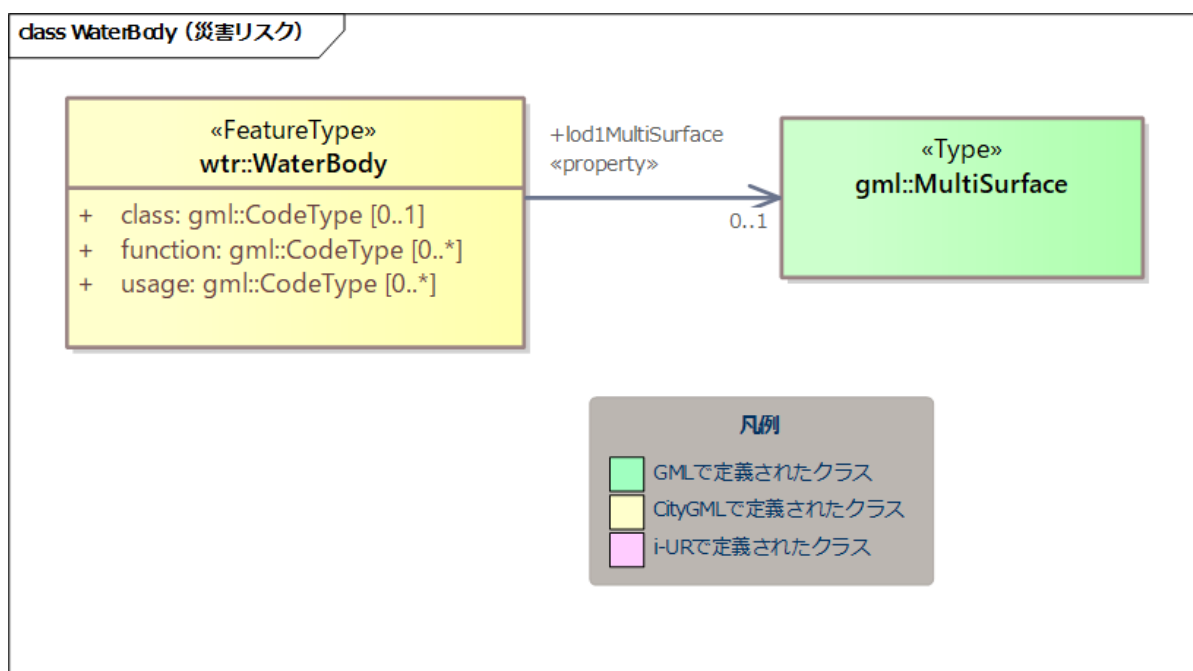 class WaterBody（災害リスク）
«FeatureType»
wtr::WaterBody
+ class: gml::CodeType [0..1]
+ function: gml::CodeType [0..*]
+ usage: gml::CodeType [0..*]
+lod1MultiSurface
«property»
0..1
«Type»
gml::MultiSurface
凡例
GMLで定義されたクラス
CityGMLで定義されたクラス
i-URで定義されたクラス